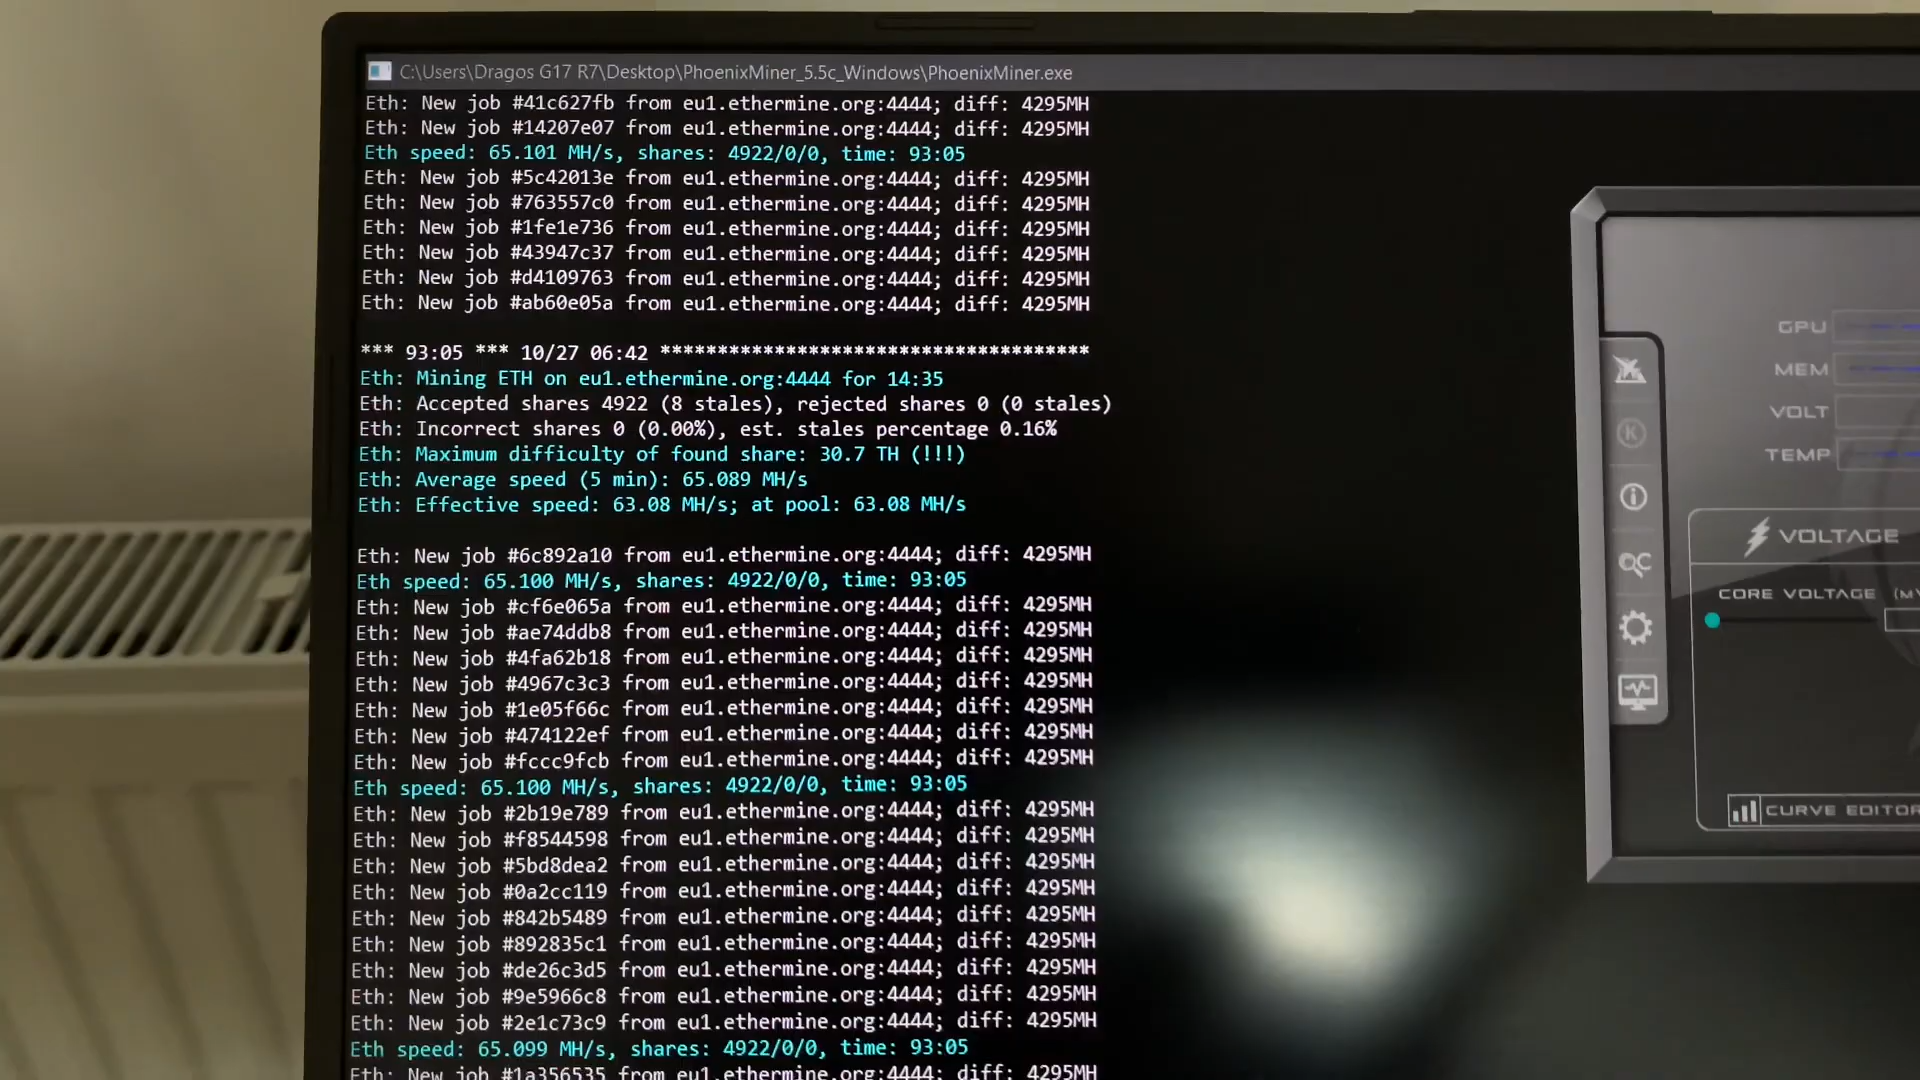 C:\Users\Dragos G17 R7\Desktop\PhoenixMiner_5.5c_Windows\PhoenixMiner.exe
Eth: New job #41c627fb from eu1.ethermine.org:4444; diff: 4295MH
Eth: New job #14207e07 from eu1.ethermine.org:4444; diff: 4295MH
Eth speed: 65.101 MH/s, shares: 4922/0/0, time: 93:05
Eth: New job #5c42013e from eu1.ethermine.org:4444; diff: 4295MH
Eth: New job #763557c0 from eu1.ethermine.org:4444; diff: 4295MH
Eth: New job #1fe1e736 from eu1.ethermine.org:4444; diff: 4295MH
Eth: New job #43947c37 from eu1.ethermine.org:4444; diff: 4295MH
Eth: New job #d4109763 from eu1.ethermine.org:4444; diff: 4295MH
Eth: New job #ab60e05a from eu1.ethermine.org:4444; diff: 4295MH
*** 93:05 *** 10/27 06:42 **************************************
Eth: Mining ETH on eu1.ethermine.org:4444 for 14:35
Eth: Accepted shares 4922 (8 stales), rejected shares 0 (0 stales)
Eth: Incorrect shares 0 (0.00%), est. stales percentage 0.16%
Eth: Maximum difficulty of found share: 30.7 TH (!!!)
Eth: Average speed (5 min): 65.089 MH/s
Eth: Effective speed: 63.08 MH/s; at pool: 63.08 MH/s
Eth: New job #6c892a10 from eu1.ethermine.org:4444; diff: 4295MH
Eth speed: 65.100 MH/s, shares: 4922/0/0, time: 93:05
Eth: New job #cf6e065a from eu1.ethermine.org:4444; diff: 4295MH
Eth: New job #ae74ddb8 from eu1.ethermine.org:4444; diff: 4295MH
Eth: New job #4fa62b18 from eu1.ethermine.org:4444; diff: 4295MH
Eth: New job #4967c3c3 from eu1.ethermine.org:4444; diff: 4295MH
Eth: New job #1e05f66c from eu1.ethermine.org:4444; diff: 4295MH
Eth: New job #474122ef from eu1.ethermine.org:4444; diff: 4295MH
Eth: New job #fccc9fcb from eu1.ethermine.org:4444; diff: 4295MH
Eth speed: 65.100 MH/s, shares: 4922/0/0, time: 93:05
Eth: New job #2b19e789 from eu1.ethermine.org:4444; diff: 4295MH
Eth: New job #f8544598 from eu1.ethermine.org:4444; diff: 4295MH
Eth: New job #5bd8dea2 from eu1.ethermine.org:4444; diff: 4295MH
Eth: New job #0a2cc119 from eu1.ethermine.org:4444; diff: 4295MH
Eth: New job #842b5489 from eu1.ethermine.org:4444; diff: 4295MH
Eth: New job #892835c1 from eu1.ethermine.org:4444; diff: 4295MH
Eth: New job #de26c3d5 from eu1.ethermine.org:4444; diff: 4295MH
Eth: New job #9e5966c8 from eu1.ethermine.org:4444; diff: 4295MH
Eth: New job #2e1c73c9 from eu1.ethermine.org:4444; diff: 4295MH
Eth speed: 65.099 MH/s, shares: 4922/0/0, time: 93:05
Eth: New job #1a356535 from eu1.ethermine.org:4444; diff: 4295MH
GPU
MEM
VOLT
TEMP
K
OC
VOLTAGE
CORE VOLTAGE
CURVE EDITOR